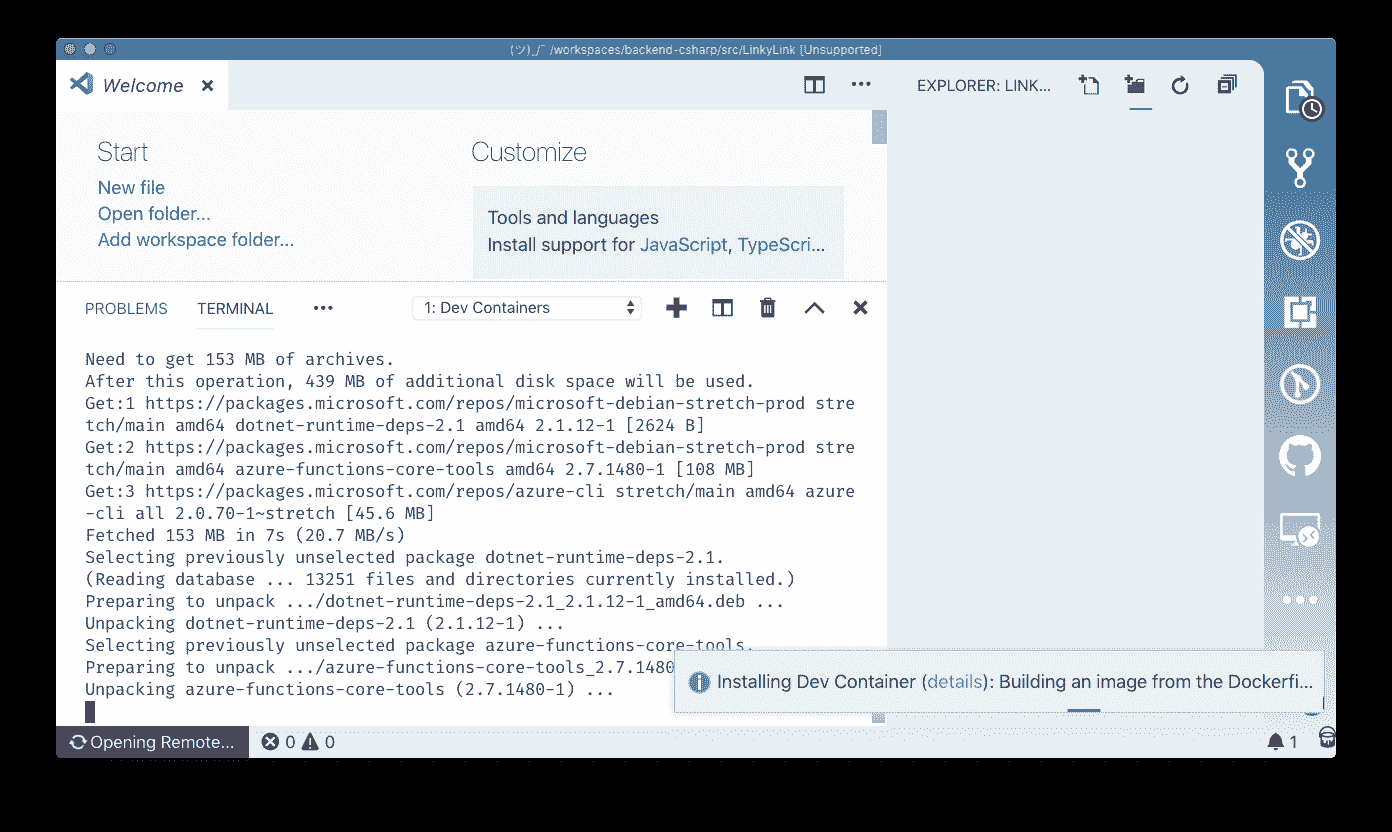 (ツ)_/¯ /workspaces/backend-csharp/src/LinkyLink [Unsupported]
Welcome
EXPLORER: LINK...
Start
New file
Open folder...
Add workspace folder...
Customize
Tools and languages
Install support for JavaScript, TypeScri...
PROBLEMS
TERMINAL
1: Dev Containers
Need to get 153 MB of archives.
After this operation, 439 MB of additional disk space will be used.
Get:1 https://packages.microsoft.com/repos/microsoft-debian-stretch-prod stre
tch/main amd64 dotnet-runtime-deps-2.1 amd64 2.1.12-1 [2624 B]
Get:2 https://packages.microsoft.com/repos/microsoft-debian-stretch-prod stre
tch/main amd64 azure-functions-core-tools amd64 2.7.1480-1 [108 MB]
Get:3 https://packages.microsoft.com/repos/azure-cli stretch/main amd64 azure
-cli all 2.0.70-1~stretch [45.6 MB]
Fetched 153 MB in 7s (20.7 MB/s)
Selecting previously unselected package dotnet-runtime-deps-2.1.
(Reading database ... 13251 files and directories currently installed.)
Preparing to unpack .../dotnet-runtime-deps-2.1_2.1.12-1_amd64.deb ...
Unpacking dotnet-runtime-deps-2.1 (2.1.12-1) ...
Selecting previously unselected package azure-functions-core-tools.
Preparing to unpack .../azure-functions-core-tools_2.7.1480
Unpacking azure-functions-core-tools (2.7.1480-1) ...
Installing Dev Container (details): Building an image from the Dockerfi...
Opening Remote...
0
0
1